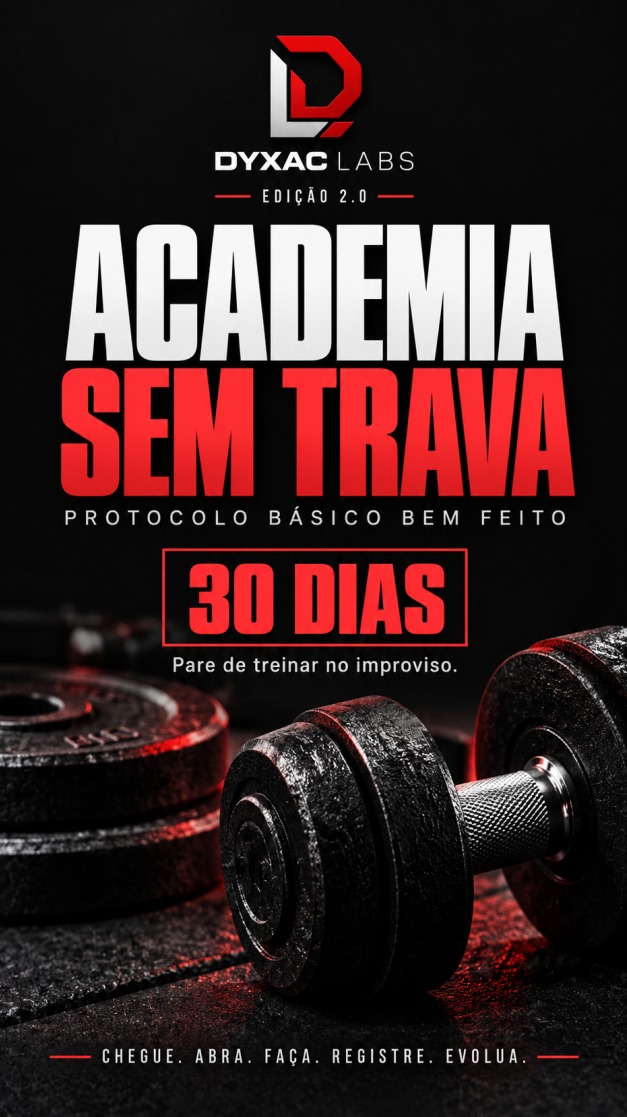 DYXAC LABS
EDIÇÃO 2.0
ACADEMIA
SEM TRAVA
PROTOCOLO BÁSICO BEM FEITO
30 DIAS
Pare de treinar no improviso.
CHEGUE. ABRA. FAÇA. REGISTRE. EVOLUA.